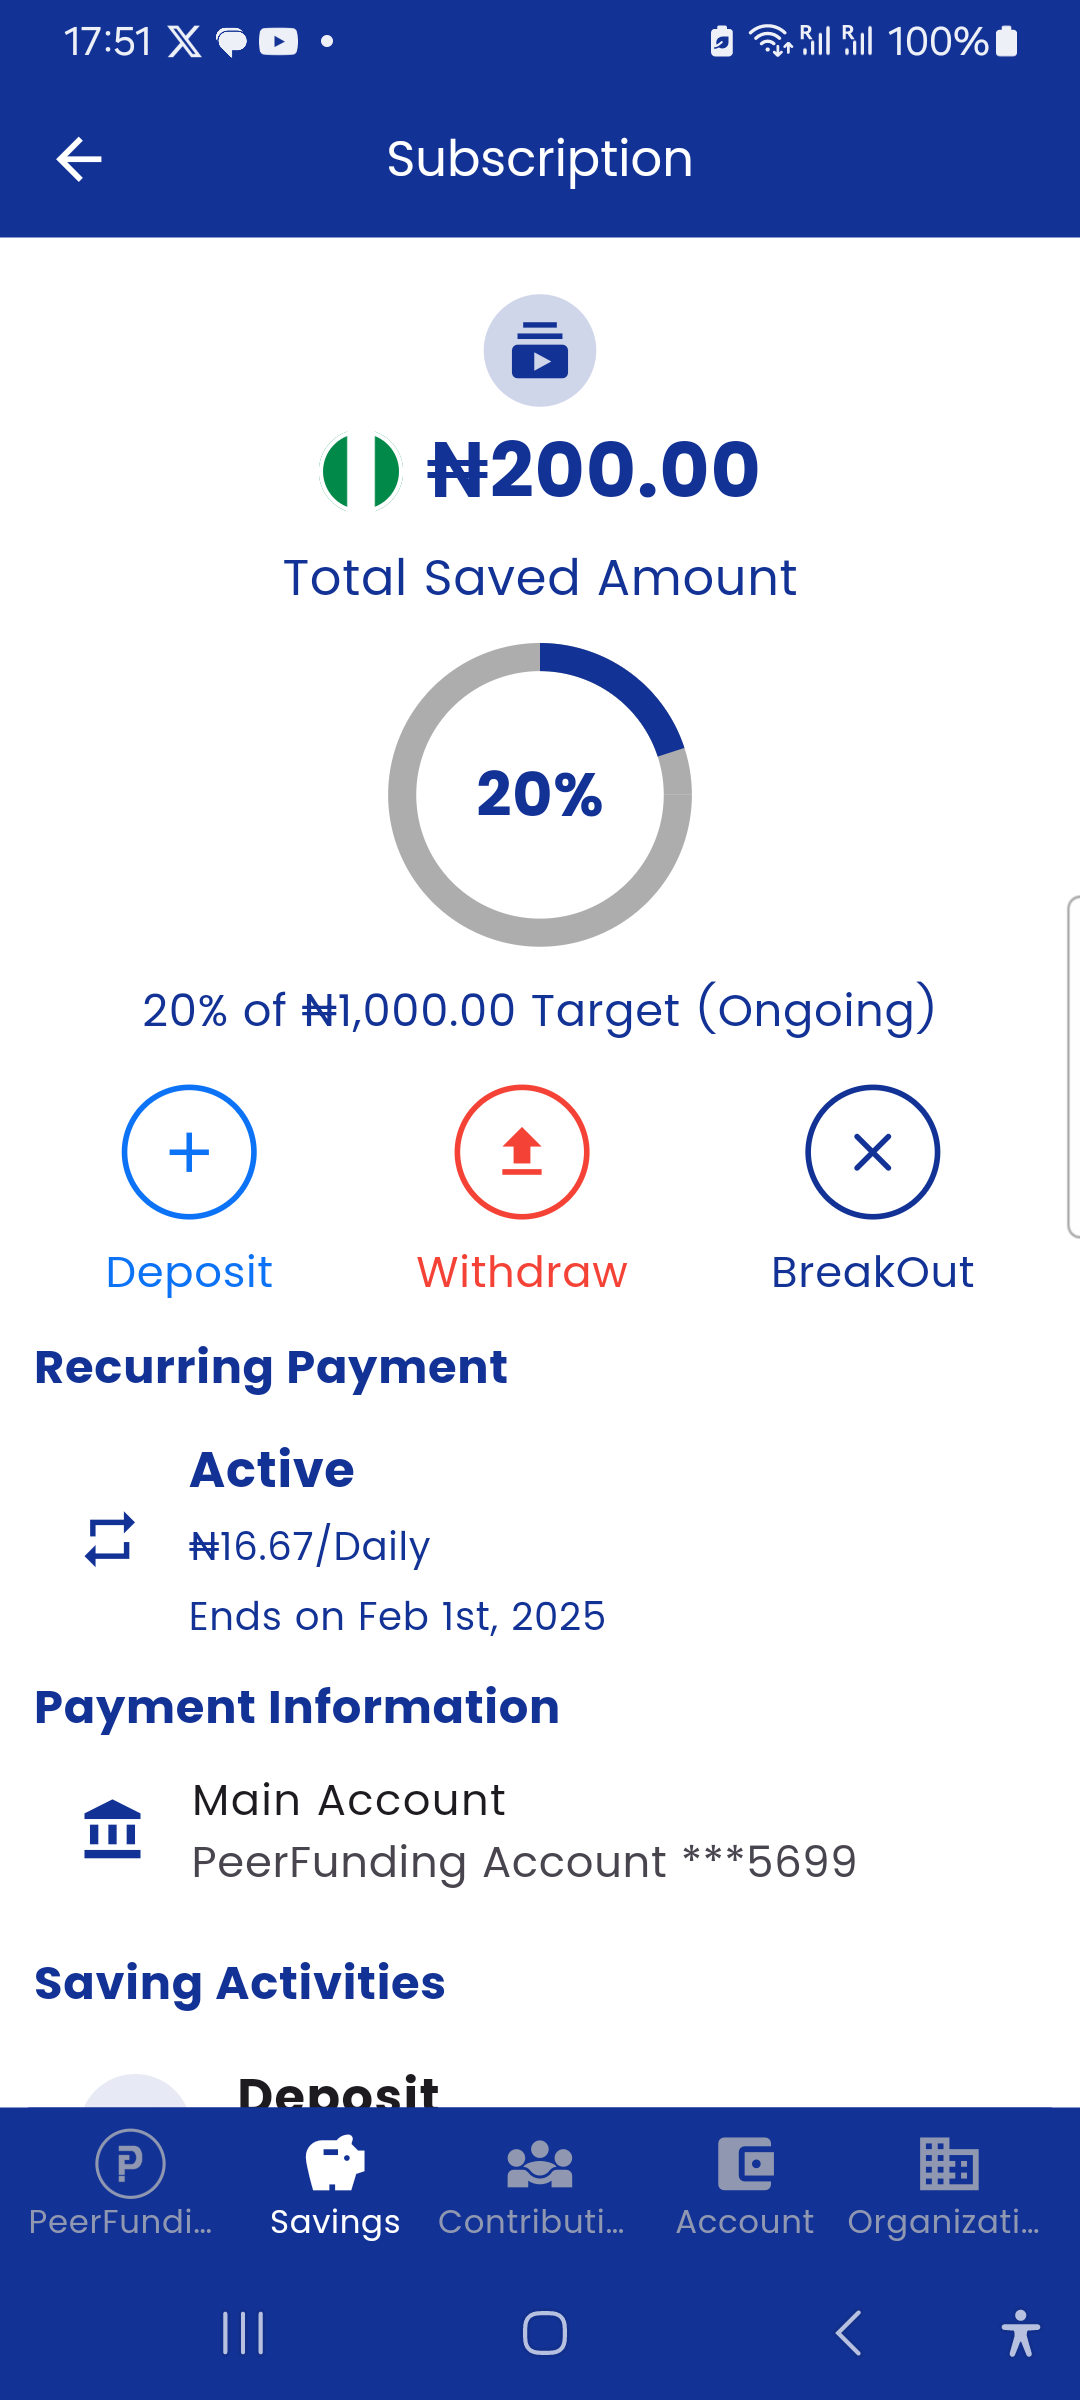 17:51
100%
Subscription
₦200.00
Total Saved Amount
20%
20% of ₦1,000.00 Target (Ongoing)
Deposit
Withdraw
BreakOut
Recurring Payment
Active
₦16.67/Daily
Ends on Feb 1st, 2025
Payment Information
Main Account
PeerFunding Account ***5699
Saving Activities
Deposit
PeerFundi...
Savings
Contributi...
Account
Organizati...